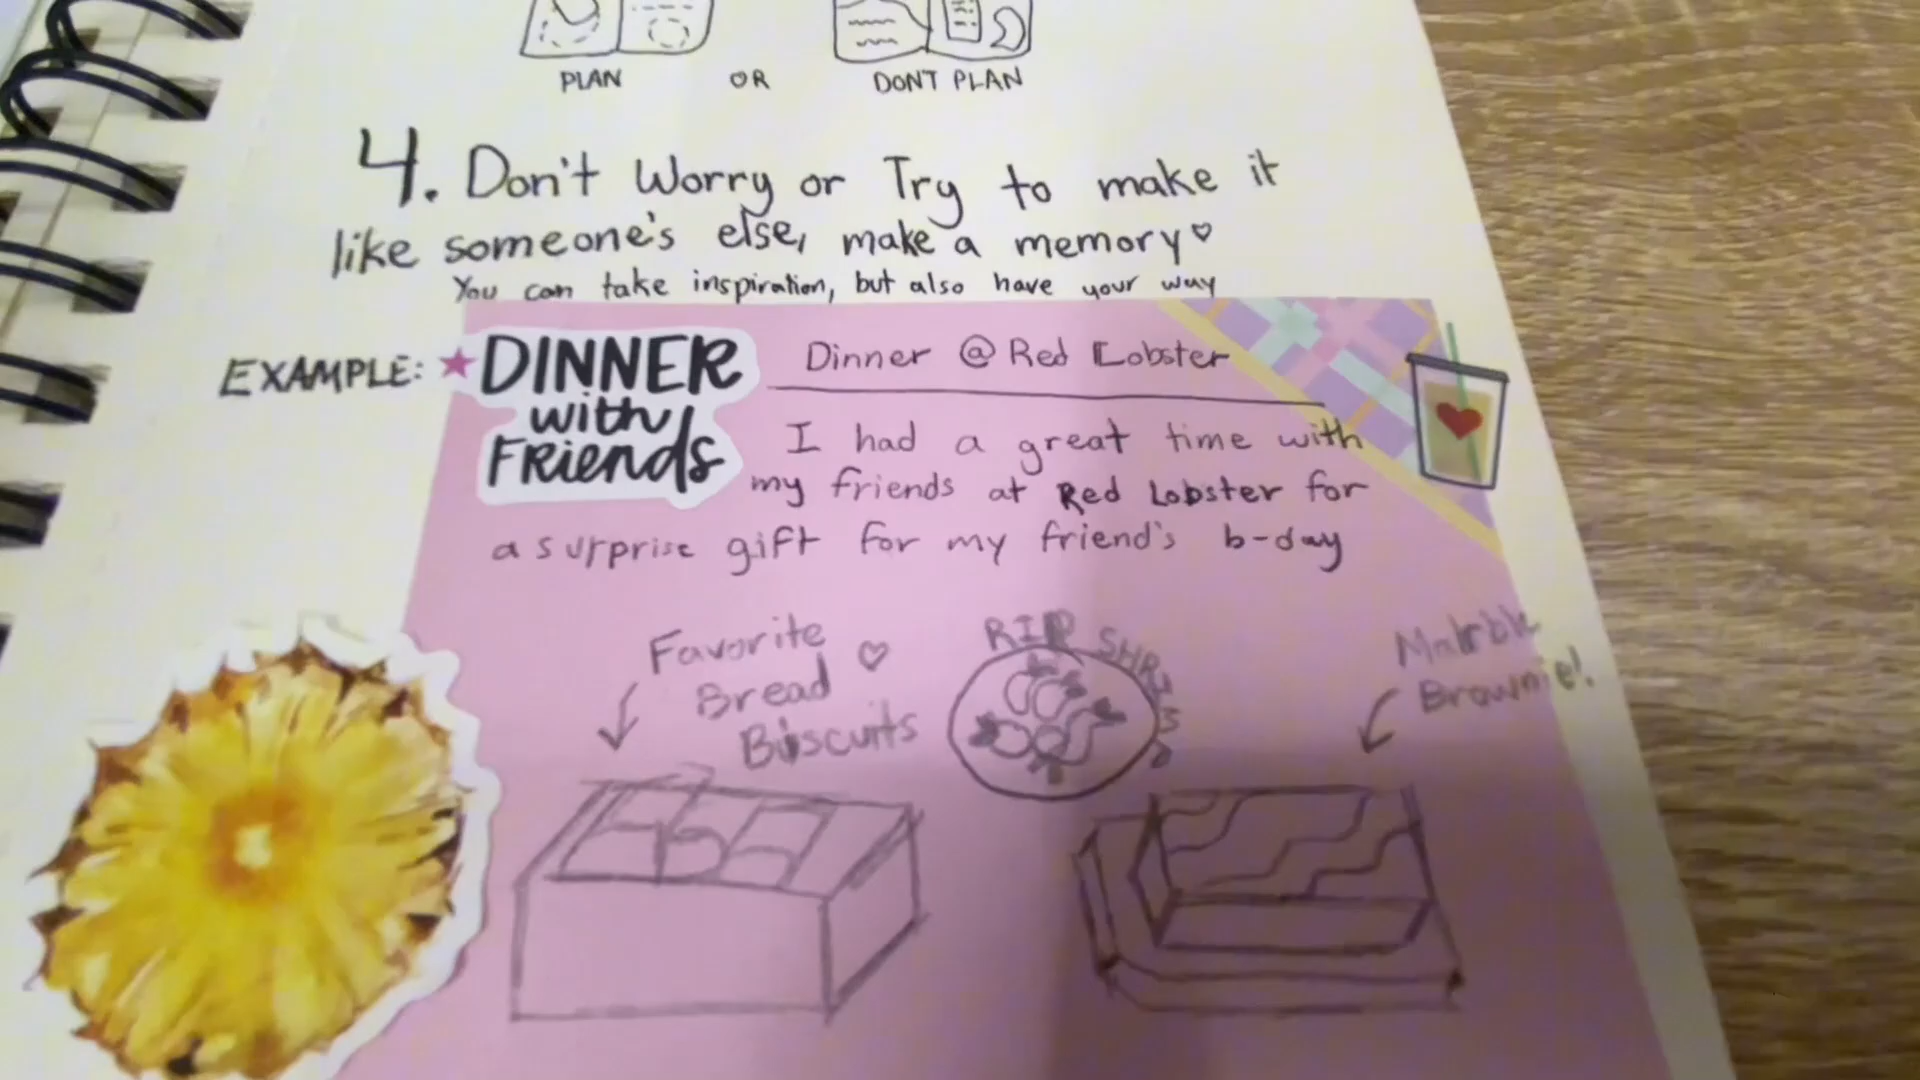 PLAN OR DONT PLAN
4. Don't Worry or Try to make it
like someone's else, make a memory♡
You can take inspiration, but also have your way
EXAMPLE:
DINNER
with
FRiends
Dinner @ Red Lobster
I had a great time with
my friends at Red Lobster for
a surprise gift for my friend's b-day
Favorite
Bread ♡
Biscuits
RIP
Brownie!